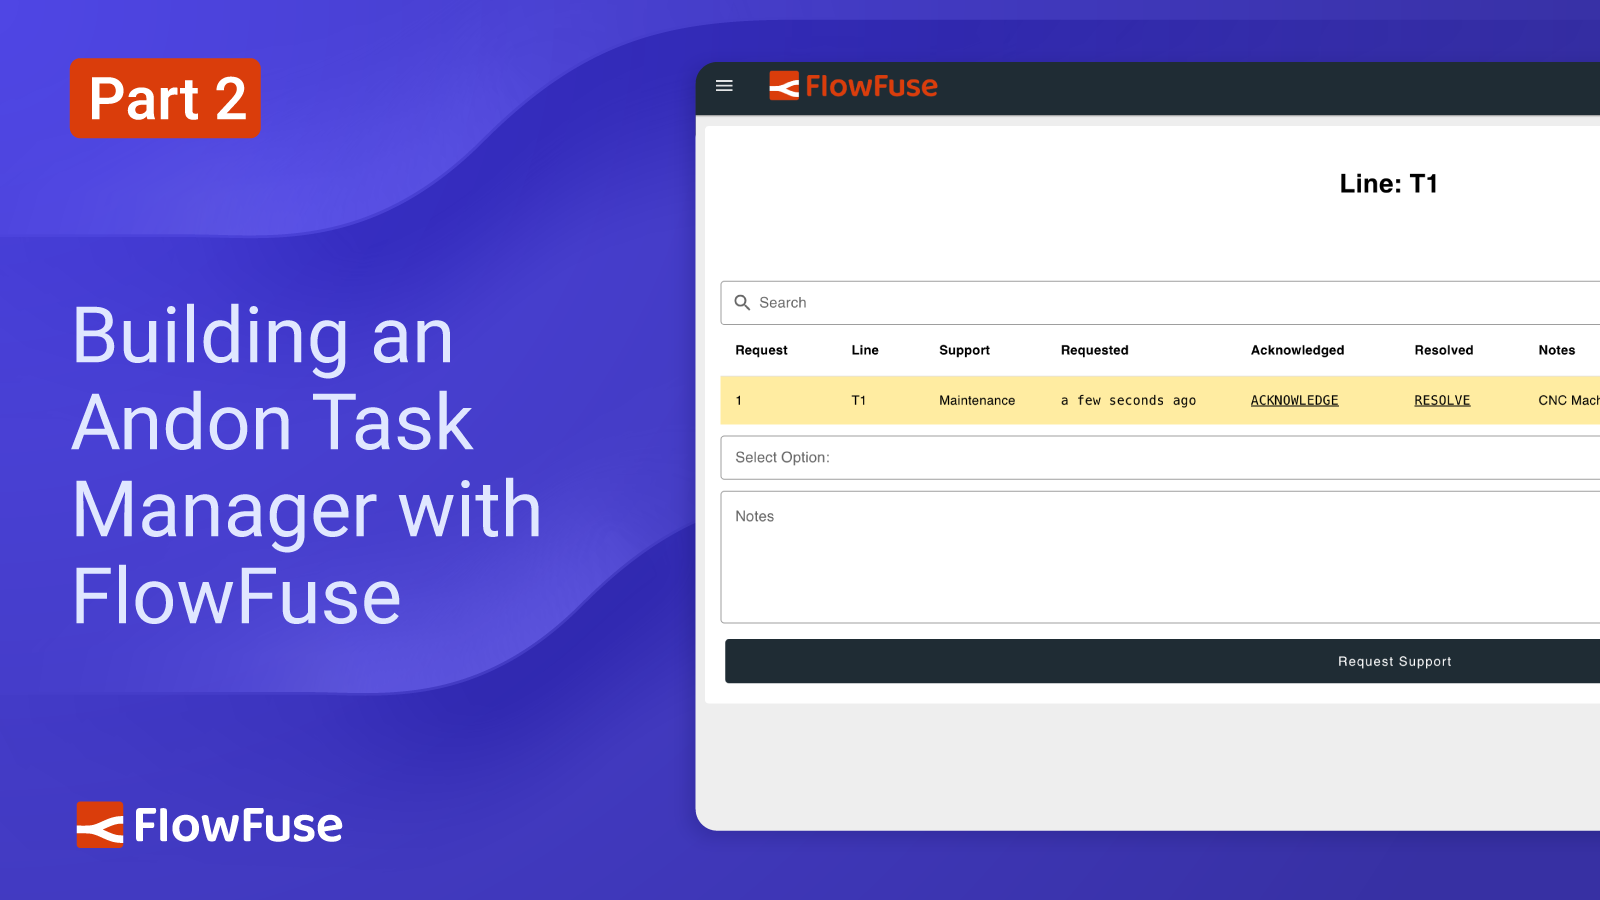 Part 2
Building an
Andon Task
Manager with
FlowFuse
FlowFuse
FlowFuse
Line: T1
Search
Request Line Support Requested Acknowledged Resolved Notes
1 T1 Maintenance a few seconds ago ACKNOWLEDGE RESOLVE CNC Mach
Select Option:
Notes
Request Support